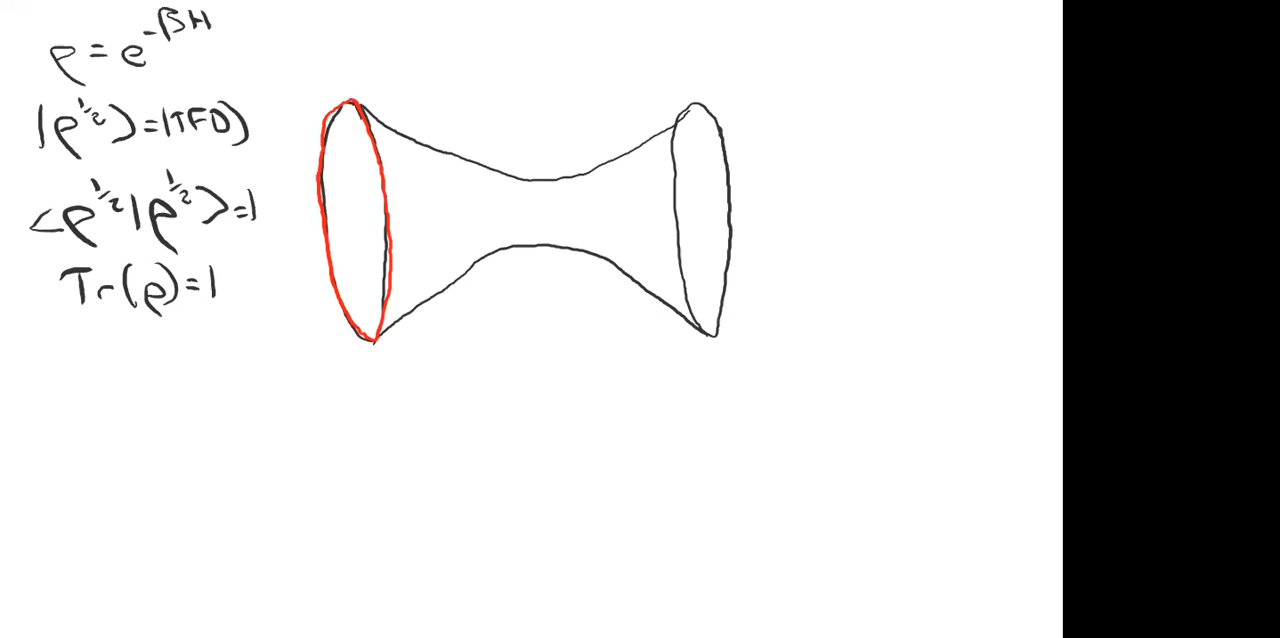 ρ = e^{-βH}
|ρ^{1/2}⟩ = |TFD⟩
<ρ^{1/2}|ρ^{1/2}> = 1
Tr(ρ) = 1